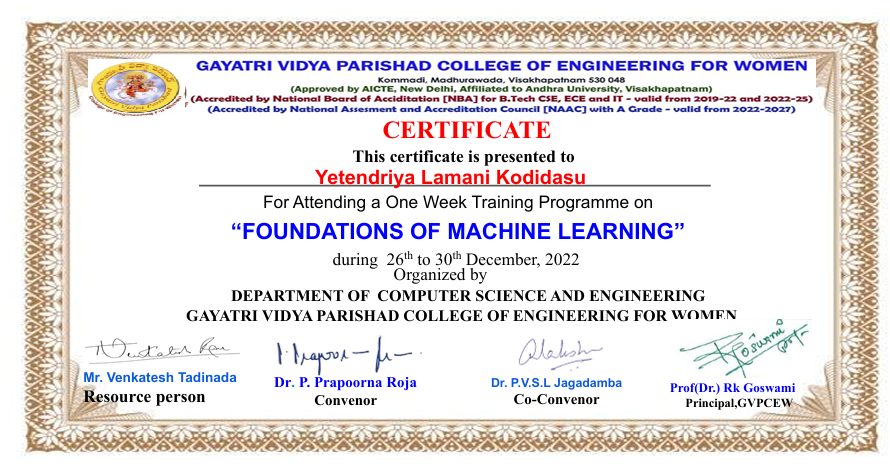 GAYATRI VIDYA PARISHAD COLLEGE OF ENGINEERING FOR WOMEN
Kommadi, Madhurawada, Visakhapatnam 530 048
(Approved by AICTE, New Delhi, Affiliated to Andhra University, Visakhapatnam)
(Accredited by National Board of Acciditation [NBA] for B.Tech CSE, ECE and IT - valid from 2019-22 and 2022-25)
(Accredited by National Assesment and Accreditation Council [NAAC] with A Grade - valid from 2022-2027)
CERTIFICATE
This certificate is presented to
Yetendriya Lamani Kodidasu
For Attending a One Week Training Programme on
“FOUNDATIONS OF MACHINE LEARNING”
during 26th to 30th December, 2022
Organized by
DEPARTMENT OF COMPUTER SCIENCE AND ENGINEERING
GAYATRI VIDYA PARISHAD COLLEGE OF ENGINEERING FOR WOMEN
Mr. Venkatesh Tadinada
Resource person
Dr. P. Prapoorna Roja
Convenor
Dr. P.V.S.L Jagadamba
Co-Convenor
Prof(Dr.) Rk Goswami
Principal,GVPCEW